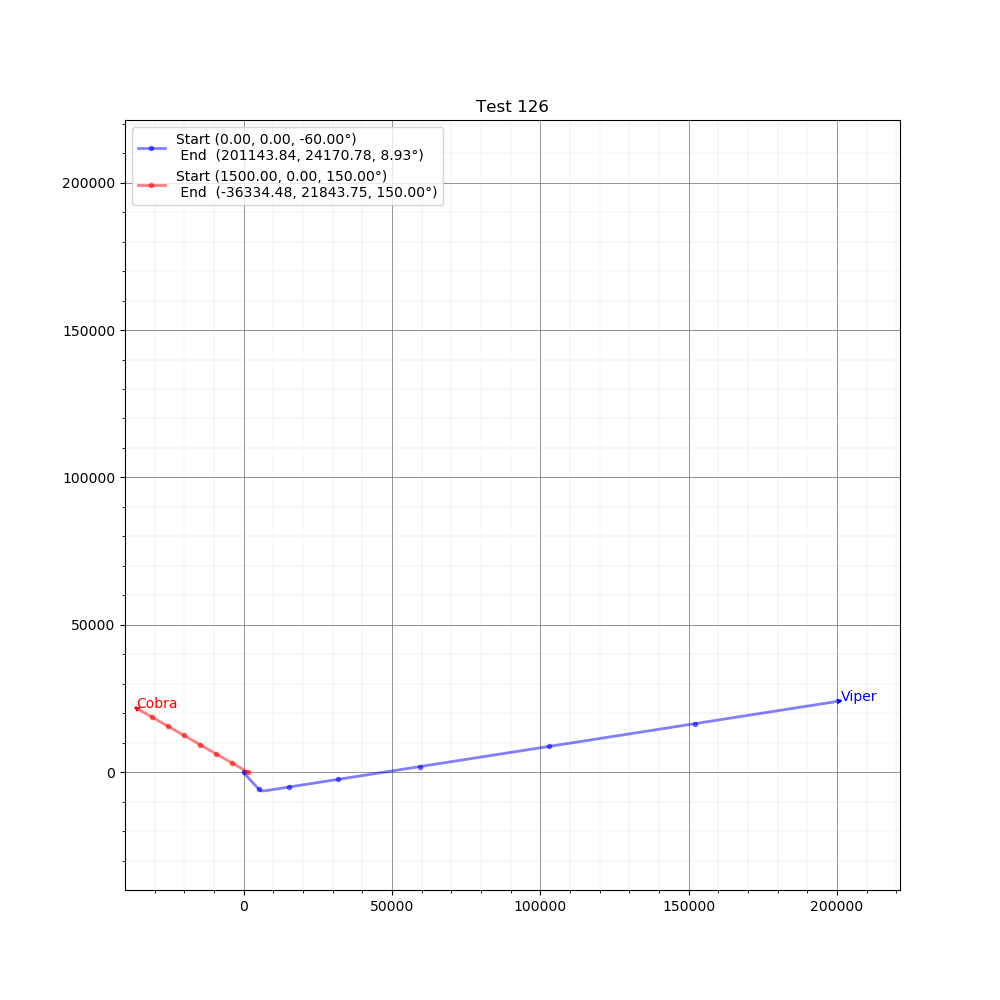 Test 126
Start (0.00, 0.00, -60.00°)
End (201143.84, 24170.78, 8.93°)
Start (1500.00, 0.00, 150.00°)
End (-36334.48, 21843.75, 150.00°)
200000
150000
100000
50000
0
Cobra
Viper
0
50000
100000
150000
200000